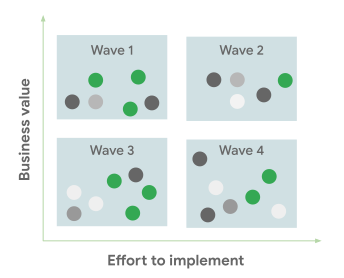 Wave 1
Wave 2
Business value
Wave 3
Wave 4
Effort to implement